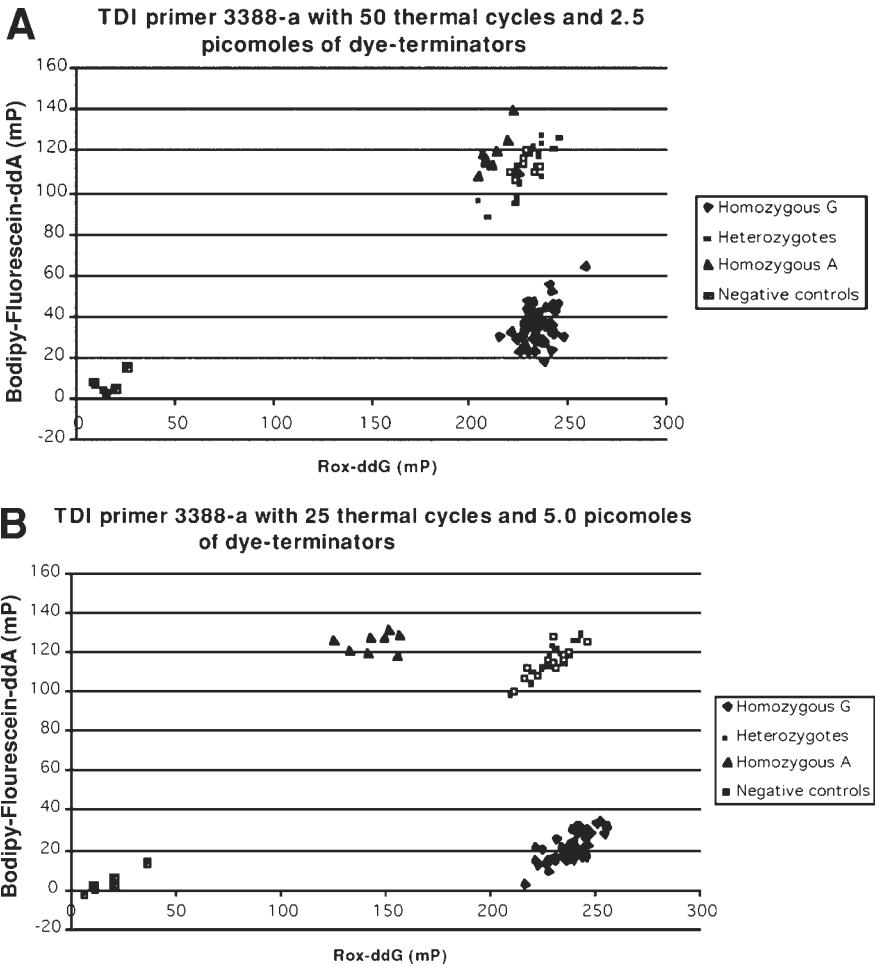 A
TDI primer 3388-a with 50 thermal cycles and 2.5
picomoles of dye-terminators
Bodipy-Fluorescein-ddA (mP)
160
140
120
100
80
60
40
20
0
-20
0 50 100 150 200 250 300
Rox-ddG (mP)
Homozygous G
Heterozygotes
Homozygous A
Negative controls
B
TDI primer 3388-a with 25 thermal cycles and 5.0 picomoles
of dye-terminators
Bodipy-Flourescein-ddA (mP)
160
140
120
100
80
60
40
20
0
-20
0 50 100 150 200 250 300
Rox-ddG (mP)
Homozygous G
Heterozygotes
Homozygous A
Negative controls